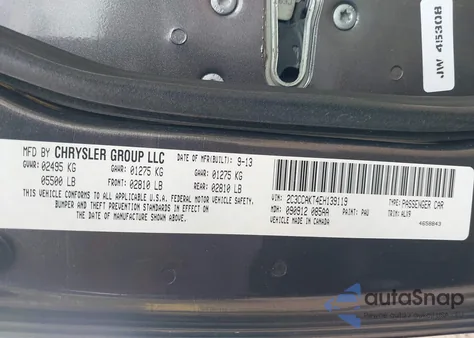 JW 45308
MFD BY CHRYSLER GROUP LLC DATE OF MFR(BUILT): 9-13
GVWR: 02495 KG GAWR: 01275 KG GAWR: 01275 KG
05500 LB FRONT: 02810 LB REAR: 02810 LB
THIS VEHICLE CONFORMS TO ALL APPLICABLE FEDERAL MOTOR VEHICLE SAFETY,
BUMPER AND THEFT PREVENTION STANDARDS IN EFFECT
ON THE DATE OF MANUFACTURE SHOWN ABOVE.
VIN: 2C3CCAKT4EH139119 TYPE: PASSENGER CAR
MDH: 090912 085AA PAINT: PAU TRIM: ALX9
VEHICLE MADE IN CANADA 4658843
autoSnap